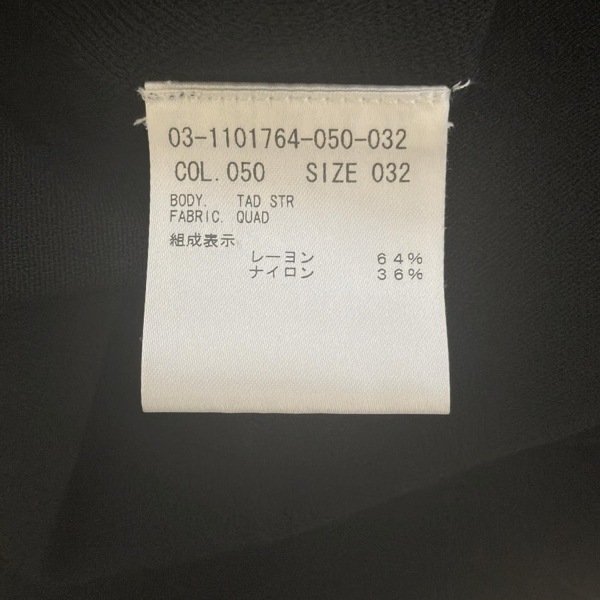 03-1101764-050-032
COL.050 SIZE 032
BODY. TAD STR
FABRIC. QUAD
組成表示
レーヨン 64%
ナイロン 36%